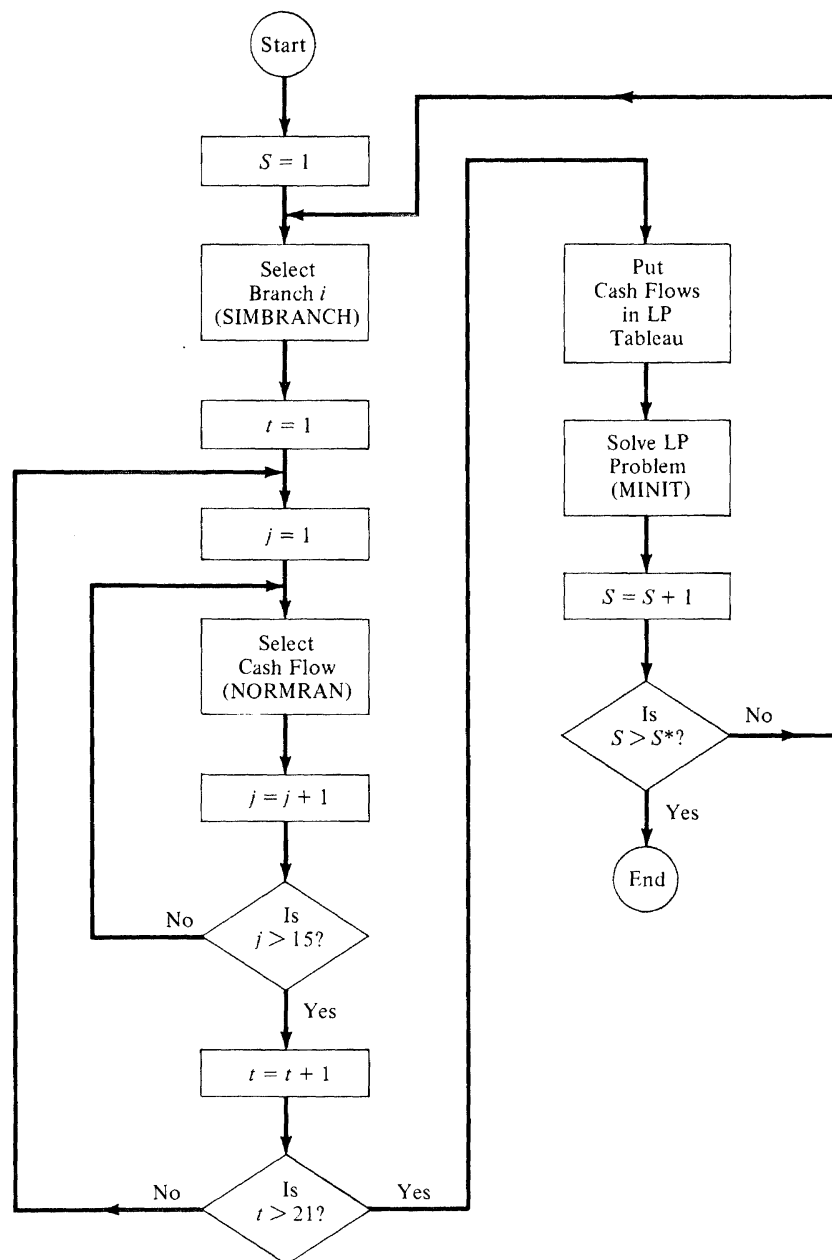 Start
S = 1
Select
Branch i
(SIMBRANCH)
t = 1
j = 1
Select
Cash Flow
(NORMRAN)
j = j + 1
Is
j > 15?
No
Yes
t = t + 1
Is
t > 21?
No
Yes
Put
Cash Flows
in LP
Tableau
Solve LP
Problem
(MINIT)
S = S + 1
Is
S > S*?
No
Yes
End